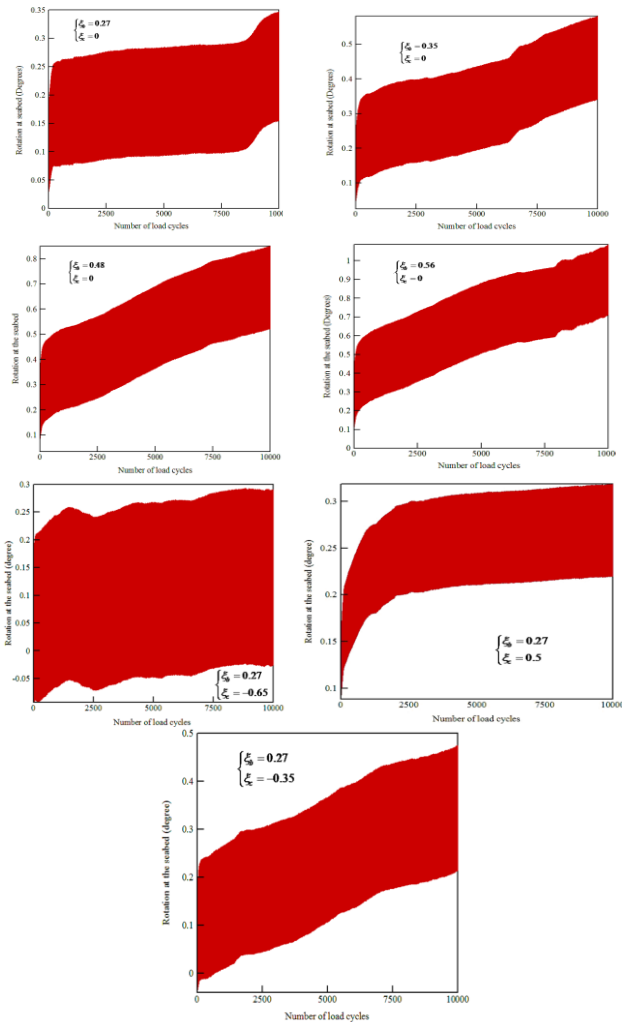 Rotation at seabed (Degrees)
0.35
0.3
0.25
0.2
0.15
0.1
0.05
0
ξb = 0.27
ξc = 0
0 2500 5000 7500 1000
Number of load cycles
Rotation at seabed (Degrees)
0.5
0.4
0.3
0.2
0.1
ξb = 0.35
ξc = 0
0 2500 5000 7500 10000
Number of load cycles
Rotation at the seabed
0.8
0.7
0.6
0.5
0.4
0.3
0.2
0.1
ξb = 0.48
ξc = 0
0 2500 5000 7500 10000
Number of load cycles
Rotation at the seabed (Degrees)
1
0.9
0.8
0.7
0.6
0.5
0.4
0.3
0.2
0.1
0
ξb = 0.56
ξc = 0
0 2500 5000 7500 1000
Number of load cycles
Rotation at the seabed (degree)
0.3
0.25
0.2
0.15
0.1
0.05
0
-0.05
ξb = 0.27
ξc = −0.65
0 2500 5000 7500 10000
Number of load cycles
Rotation at the seabed (degree)
0.3
0.25
0.2
0.15
0.1
ξb = 0.27
ξc = 0.5
0 2500 5000 7500 1000
Number of load cycles
Rotation at the seabed (degree)
0.5
0.4
0.3
0.2
0.1
0
ξb = 0.27
ξc = −0.35
0 2500 5000 7500 10000
Number of load cycles